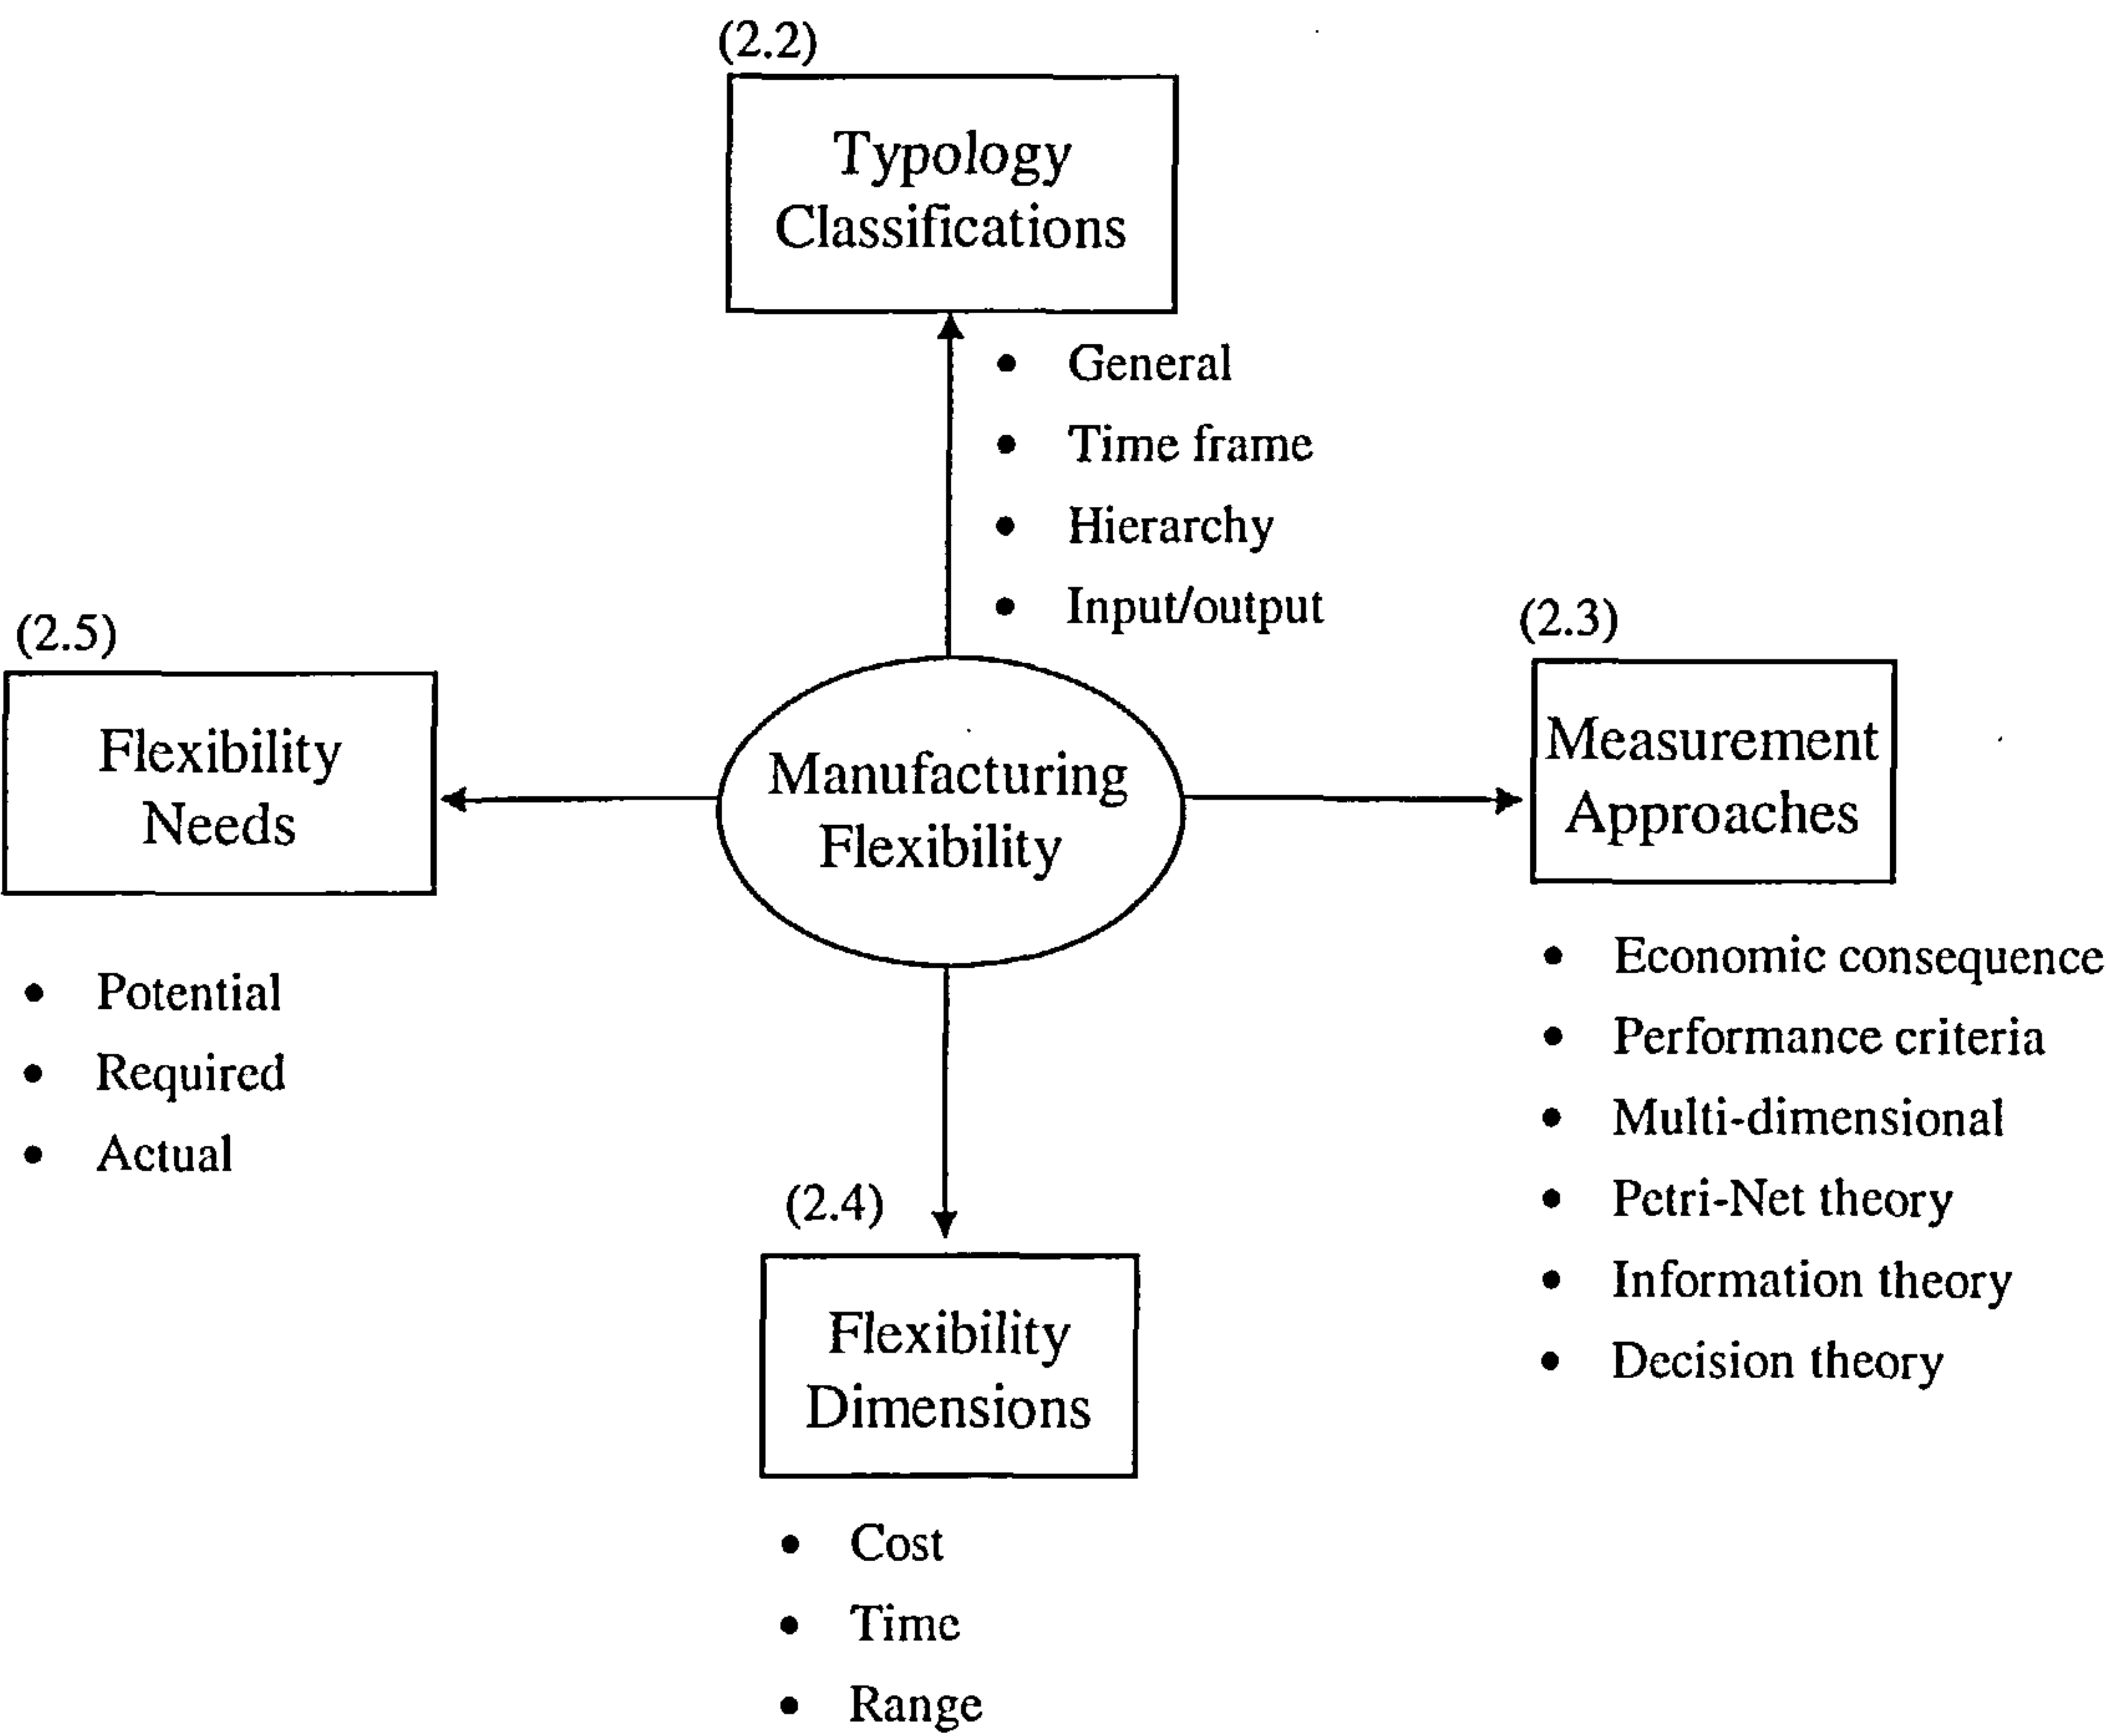 (2.2)
Typology
Classifications
• General
• Time frame
• Hierarchy
• Input/output
(2.5)
Flexibility
Needs
• Potential
• Required
• Actual
Manufacturing
Flexibility
(2.3)
Measurement
Approaches
• Economic consequence
• Performance criteria
• Multi-dimensional
• Petri-Net theory
• Information theory
• Decision theory
(2.4)
Flexibility
Dimensions
• Cost
• Time
• Range